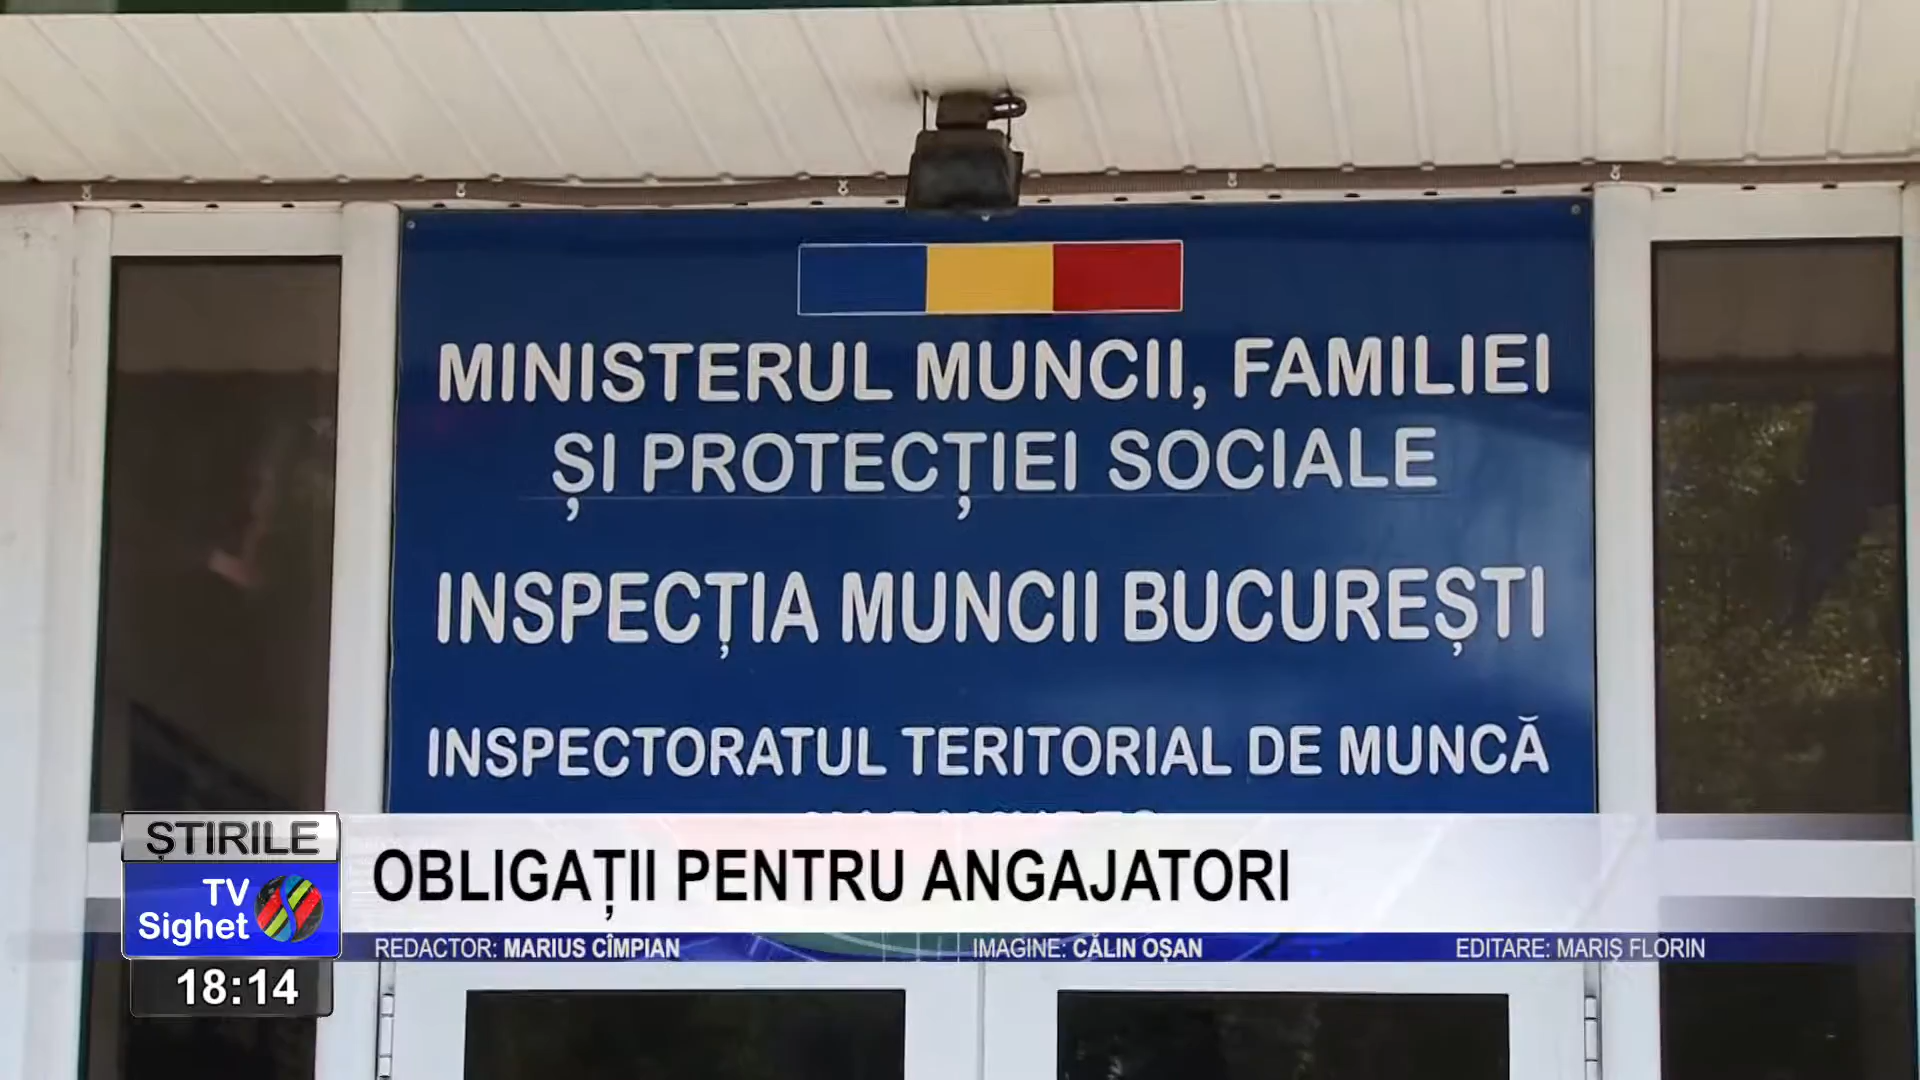 MINISTERUL MUNCII, FAMILIEI
ȘI PROTECȚIEI SOCIALE
INSPECȚIA MUNCII BUCUREȘTI
INSPECTORATUL TERITORIAL DE MUNCĂ
ȘTIRILE
TV
Sighet
OBLIGAȚII PENTRU ANGAJATORI
REDACTOR: MARIUS CÎMPIAN
IMAGINE: CĂLIN OȘAN
EDITARE: MARIȘ FLORIN
18:14